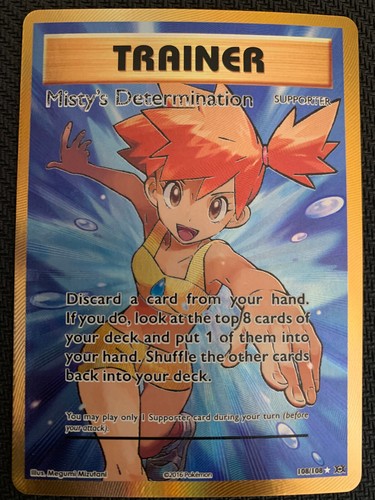 TRAINER
Misty's Determination SUPPORTER
Discard a card from your hand.
If you do, look at the top 8 cards of
your deck and put 1 of them into
your hand. Shuffle the other cards
back into your deck.
You may play only 1 Supporter card during your turn (before
your attack).
Illus. Megumi Mizutani ©2016 Pokémon 108/108 ★